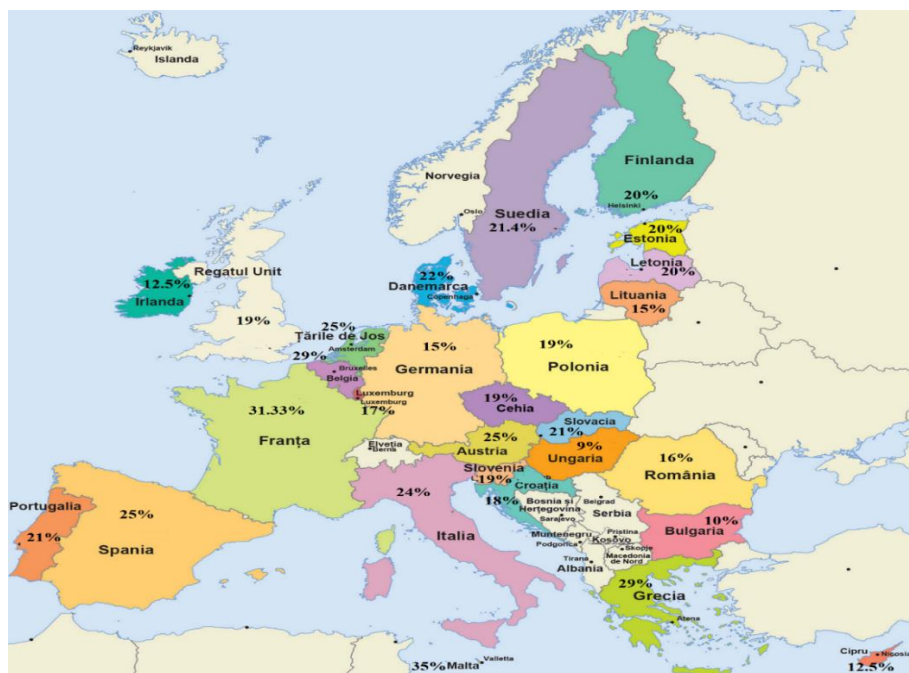 Reykjavik
Islanda
Finlanda
Norvegia
20%
Helsinki
Oslo
Suedia
21.4%
20%
Estonia
Letonia
20%
Regatul Unit
12.5%
Irlanda
22%
Danemarca
Copenhaga
Lituania
15%
19%
25%
Țările de Jos
Amsterdam
29%
Bruxelles
Belgia
15%
Germania
19%
Polonia
Luxemburg
Luxemburg
17%
19%
Cehia
31.33%
Franța
Slovacia
21%
25%
Austria
9%
Ungaria
Elveția
Berna
Slovenia
19%
16%
România
24%
Italia
18%
Croația
Bosnia și
Herțegovina
Sarajevo
Belgrad
Serbia
Portugalia
21%
25%
Spania
Muntenegru
Podgorica
Pristina
Kosovo
10%
Bulgaria
Skopje
Macedonia
de Nord
Tirana
Albania
29%
Grecia
Atena
35%
Malta
Valletta
Cipru
Nicosia
12.5%